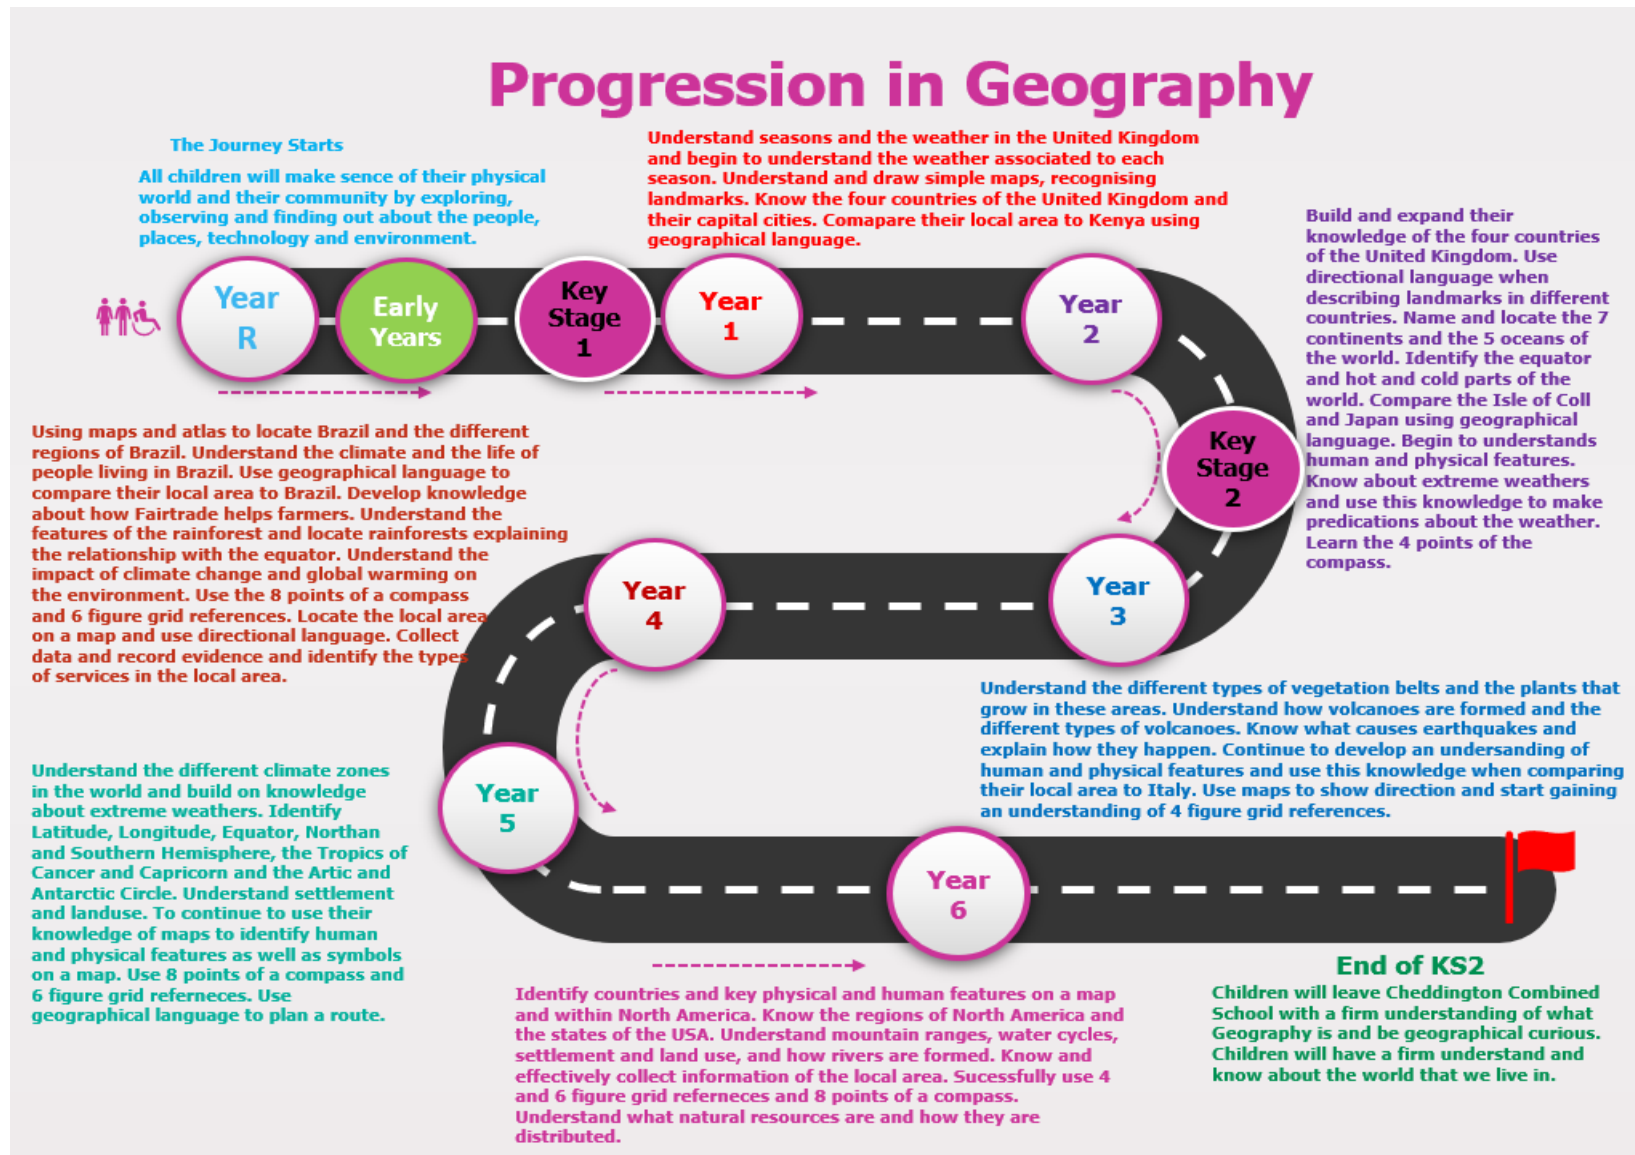 Progression in Geography
The Journey Starts
All children will make sence of their physical
world and their community by exploring,
observing and finding out about the people,
places, technology and environment.
Understand seasons and the weather in the United Kingdom
and begin to understand the weather associated to each
season. Understand and draw simple maps, recognising
landmarks. Know the four countries of the United Kingdom and
their capital cities. Comapare their local area to Kenya using
geographical language.
Year
R
Early
Years
Key
Stage
1
Year
1
Year
2
Build and expand their
knowledge of the four countries
of the United Kingdom. Use
directional language when
describing landmarks in different
countries. Name and locate the 7
continents and the 5 oceans of
the world. Identify the equator
and hot and cold parts of the
world. Compare the Isle of Coll
and Japan using geographical
language. Begin to understands
human and physical features.
Know about extreme weathers
and use this knowledge to make
predications about the weather.
Learn the 4 points of the
compass.
Key
Stage
2
Year
3
Understand the different types of vegetation belts and the plants that
grow in these areas. Understand how volcanoes are formed and the
different types of volcanoes. Know what causes earthquakes and
explain how they happen. Continue to develop an undersanding of
human and physical features and use this knowledge when comparing
their local area to Italy. Use maps to show direction and start gaining
an understanding of 4 figure grid references.
Year
4
Using maps and atlas to locate Brazil and the different
regions of Brazil. Understand the climate and the life of
people living in Brazil. Use geographical language to
compare their local area to Brazil. Develop knowledge
about how Fairtrade helps farmers. Understand the
features of the rainforest and locate rainforests explaining
the relationship with the equator. Understand the
impact of climate change and global warming on
the environment. Use the 8 points of a compass
and 6 figure grid references. Locate the local area
on a map and use directional language. Collect
data and record evidence and identify the types
of services in the local area.
Year
5
Understand the different climate zones
in the world and build on knowledge
about extreme weathers. Identify
Latitude, Longitude, Equator, Northan
and Southern Hemisphere, the Tropics of
Cancer and Capricorn and the Artic and
Antarctic Circle. Understand settlement
and landuse. To continue to use their
knowledge of maps to identify human
and physical features as well as symbols
on a map. Use 8 points of a compass and
6 figure grid referneces. Use
geographical language to plan a route.
Year
6
Identify countries and key physical and human features on a map
and within North America. Know the regions of North America and
the states of the USA. Understand mountain ranges, water cycles,
settlement and land use, and how rivers are formed. Know and
effectively collect information of the local area. Sucessfully use 4
and 6 figure grid referneces and 8 points of a compass.
Understand what natural resources are and how they are
distributed.
End of KS2
Children will leave Cheddington Combined
School with a firm understanding of what
Geography is and be geographical curious.
Children will have a firm understand and
know about the world that we live in.